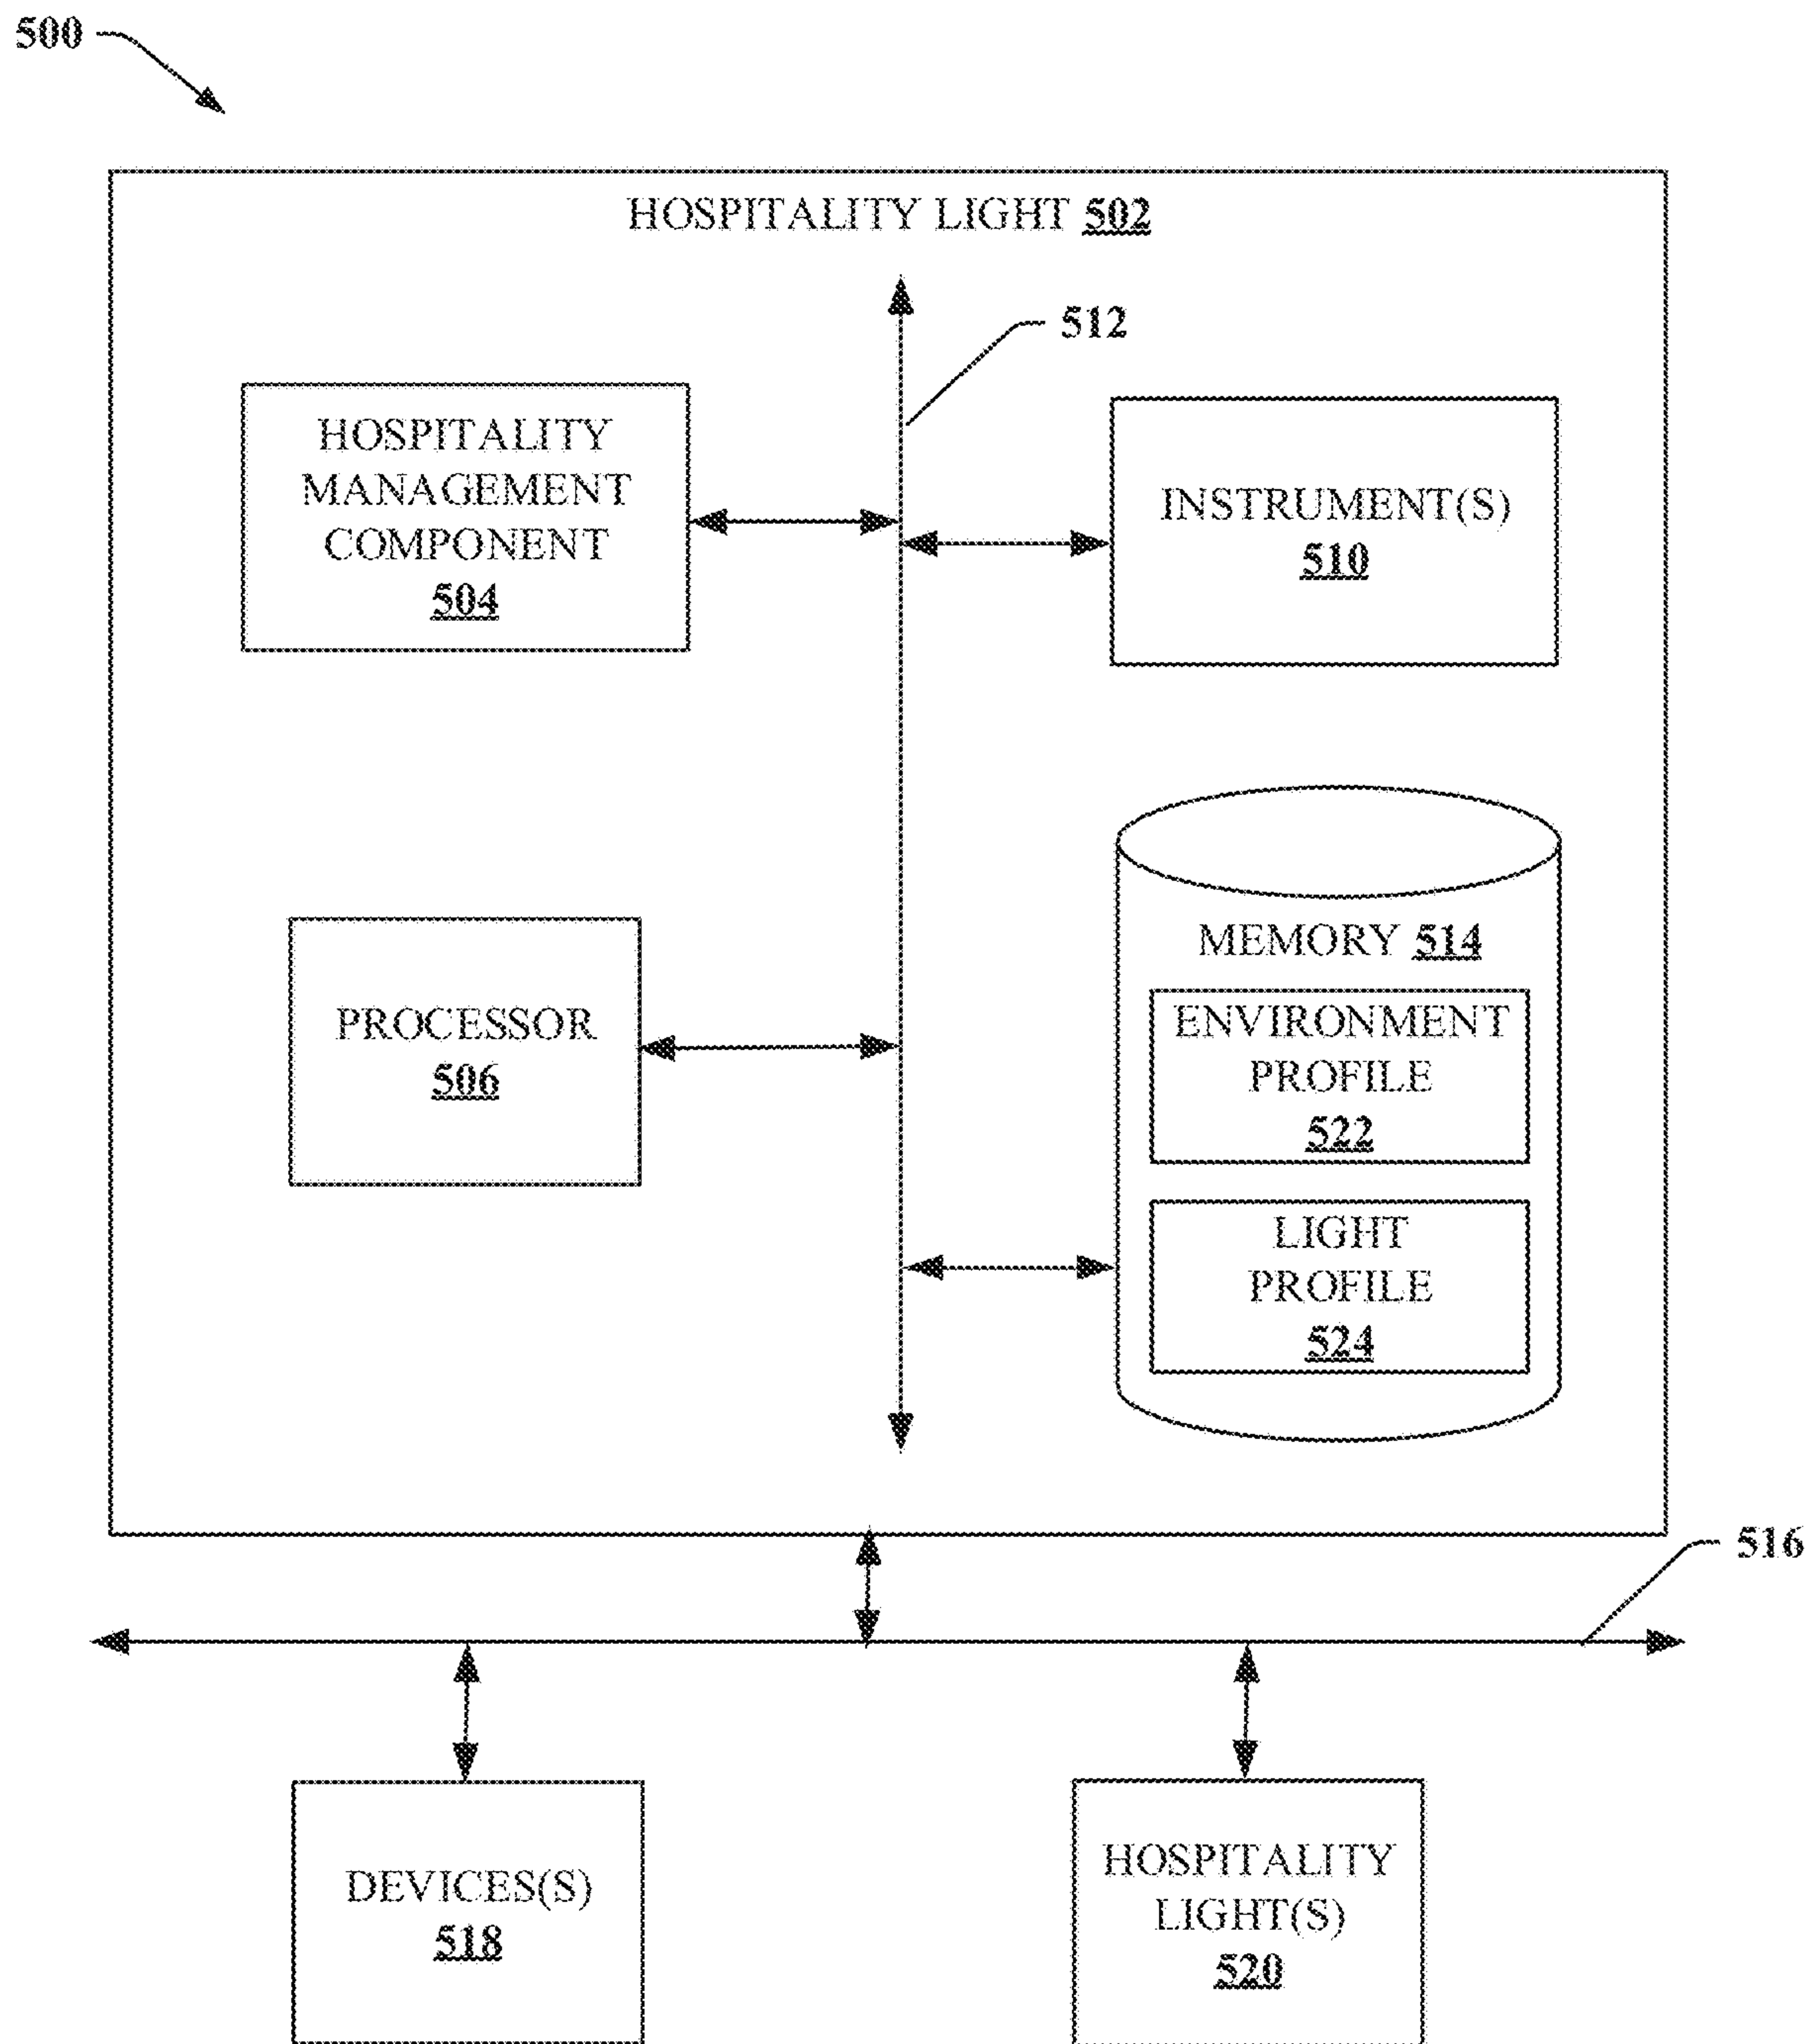 500
HOSPITALITY LIGHT 502
512
HOSPITALITY
MANAGEMENT
COMPONENT
504
INSTRUMENT(S)
510
MEMORY 514
PROCESSOR
506
ENVIRONMENT
PROFILE
522
LIGHT
PROFILE
524
516
DEVICES(S)
518
HOSPITALITY
LIGHT(S)
520